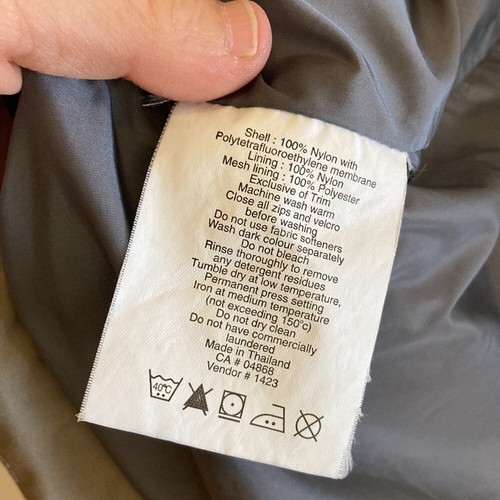 Shell : 100% Nylon with
Polytetrafluoroethylene membrane
Lining : 100% Nylon
Mesh lining : 100% Polyester
Exclusive of Trim
Machine wash warm
Close all zips and velcro
before washing
Do not use fabric softeners
Wash dark colour separately
Do not bleach
Rinse thoroughly to remove
any detergent residues
Tumble dry at low temperature,
Permanent press setting
Iron at medium temperature
(not exceeding 150°c)
Do not dry clean
Do not have commercially
laundered
Made in Thailand
CA # 04868
Vendor # 1423
40°C